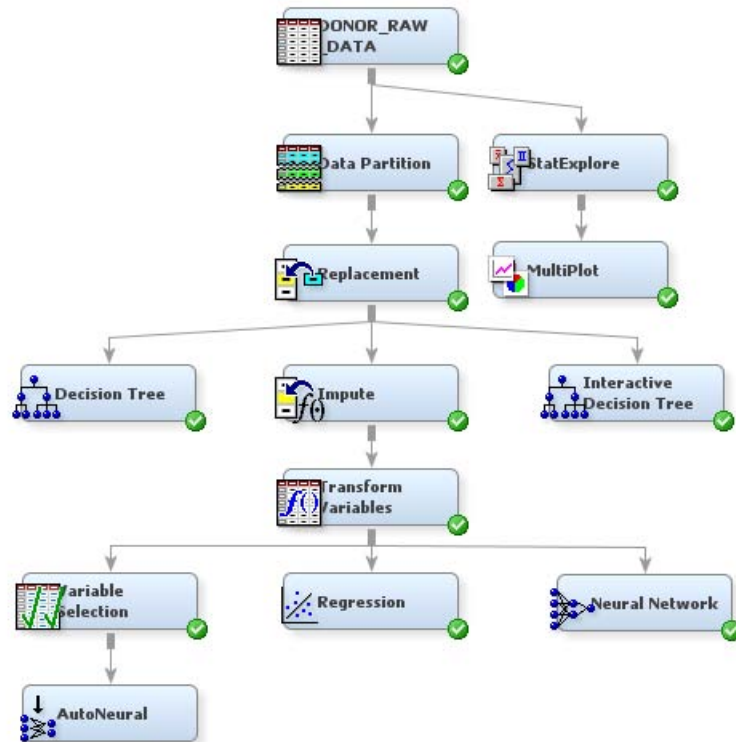 DONOR_RAW
_DATA
Data Partition
StatExplore
Replacement
MultiPlot
Decision Tree
Impute
Interactive
Decision Tree
Transform
Variables
Variable
Selection
Regression
Neural Network
AutoNeural